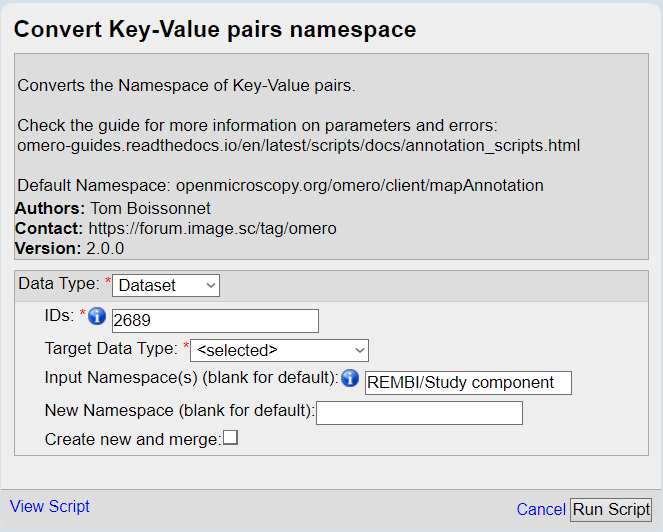 Convert Key-Value pairs namespace
Converts the Namespace of Key-Value pairs.
Check the guide for more information on parameters and errors:
omero-guides.readthedocs.io/en/latest/scripts/docs/annotation_scripts.html
Default Namespace: openmicroscopy.org/omero/client/mapAnnotation
Authors: Tom Boissonnet
Contact: https://forum.image.sc/tag/omero
Version: 2.0.0
Data Type: * Dataset
IDs: * 2689
Target Data Type: * <selected>
Input Namespace(s) (blank for default): REMBI/Study component
New Namespace (blank for default):
Create new and merge:
View Script Cancel Run Script